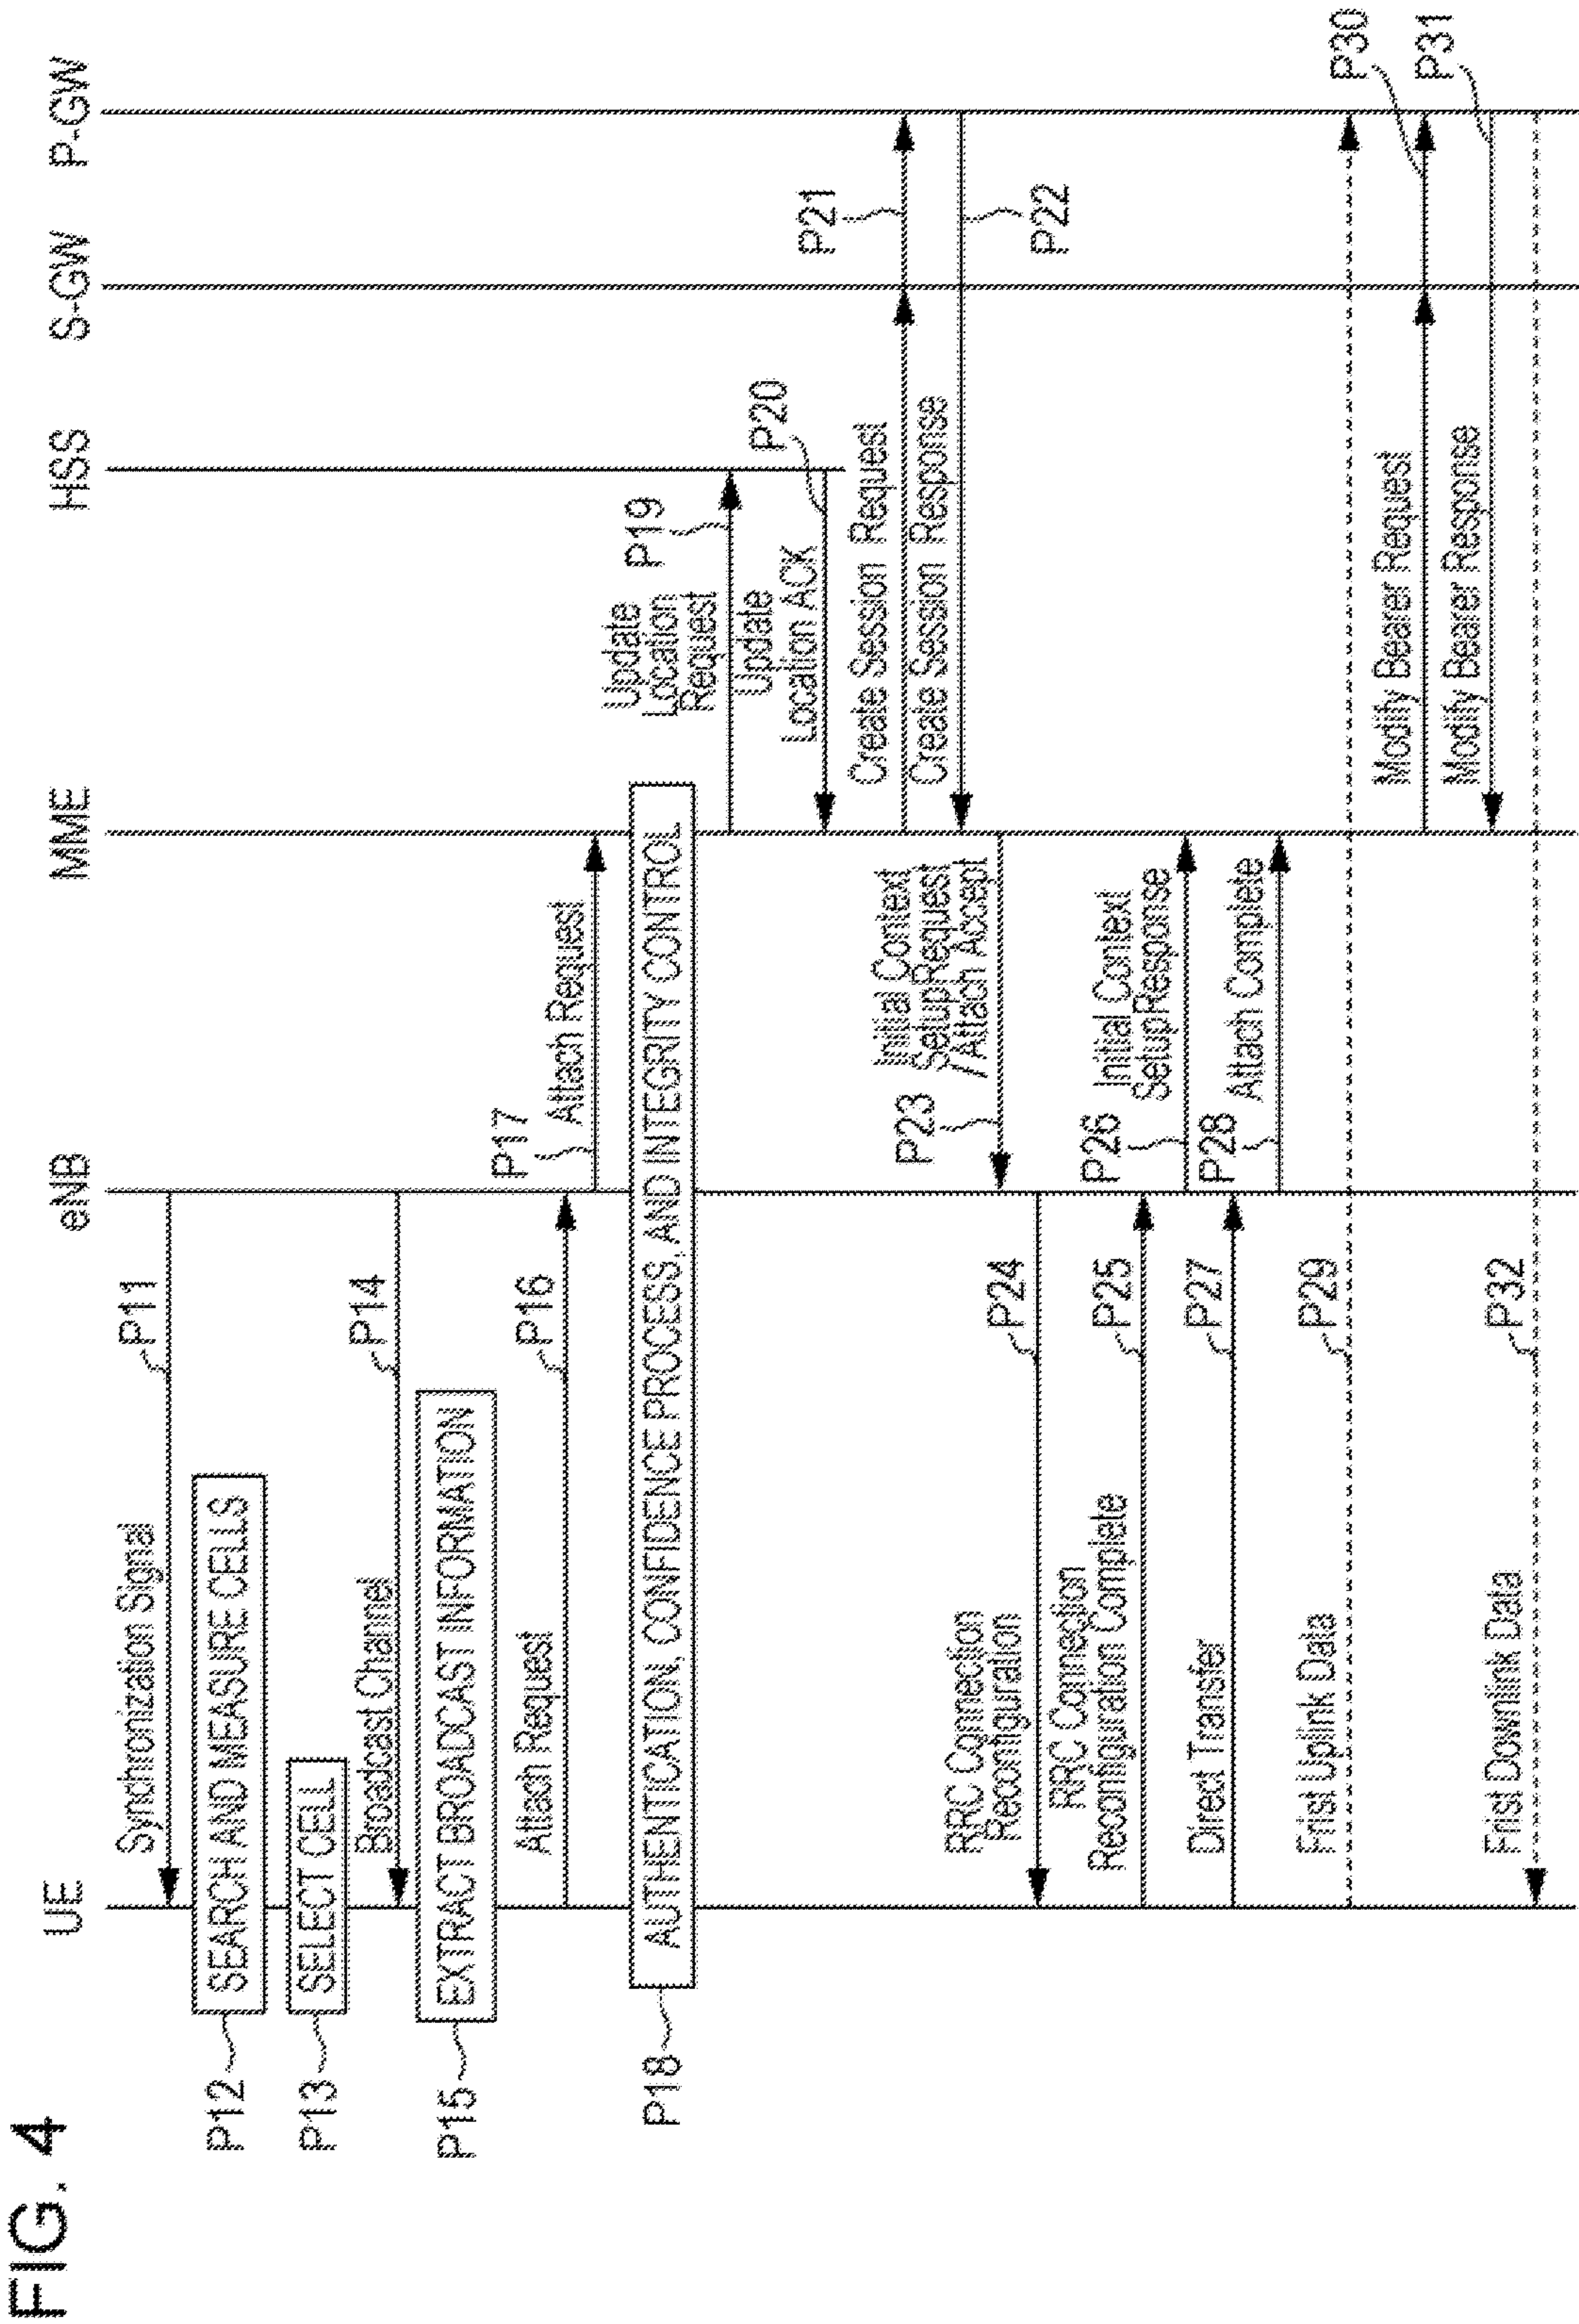 FIG. 4
UE
eNB
MME
HSS
S-GW
P-GW
Synchronization Signal
P11
P12
SEARCH AND MEASURE CELLS
P13
SELECT CELL
Broadcast Channel
P14
P15
EXTRACT BROADCAST INFORMATION
Attach Request
P16
P17
Attach Request
P18
AUTHENTICATION, CONFIDENCE PROCESS, AND INTEGRITY CONTROL
Update
Location
Request
P19
Update
Location ACK
P20
Create Session Request
P21
Create Session Response
P22
Initial Context
SetupRequest
/ Attach Accept
P23
RRC Connection
Reconfiguration
P24
RRC Connection
Reconfiguration Complete
P25
P26
Initial Context
SetupResponse
Direct Transfer
P27
P28
Attach Complete
Frist Uplink Data
P29
Modify Bearer Request
P30
Modify Bearer Response
P31
Frist Downlink Data
P32